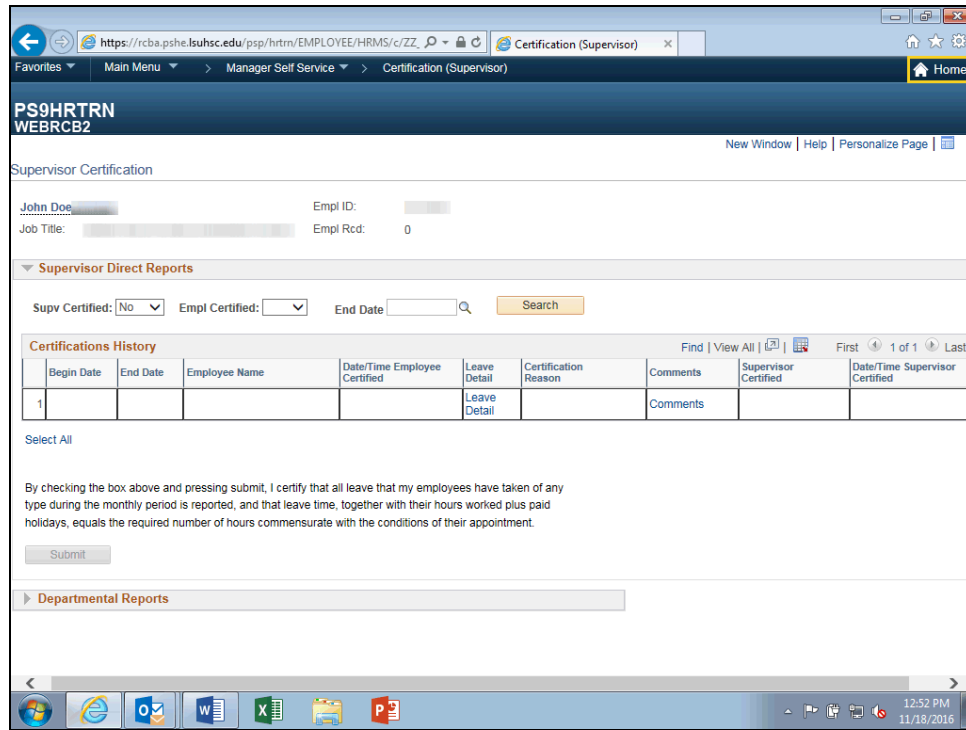 https://rcba.pshe.lsuhsc.edu/psp/hrtrn/EMPLOYEE/HRMS/c/ZZ_ Certification (Supervisor)
Favorites Main Menu > Manager Self Service > Certification (Supervisor) Home
PS9HRTRN
WEBRCB2
New Window | Help | Personalize Page |
Supervisor Certification
John Doe Empl ID:
Job Title: Empl Rcd: 0
Supervisor Direct Reports
Supv Certified: No Empl Certified: End Date Search
Certifications History Find | View All | | First 1 of 1 Last
Begin Date End Date Employee Name Date/Time Employee Certified Leave Detail Certification Reason Comments Supervisor Certified Date/Time Supervisor Certified
1 Leave Detail Comments
Select All
By checking the box above and pressing submit, I certify that all leave that my employees have taken of any
type during the monthly period is reported, and that leave time, together with their hours worked plus paid
holidays, equals the required number of hours commensurate with the conditions of their appointment.
Submit
Departmental Reports
12:52 PM
11/18/2016